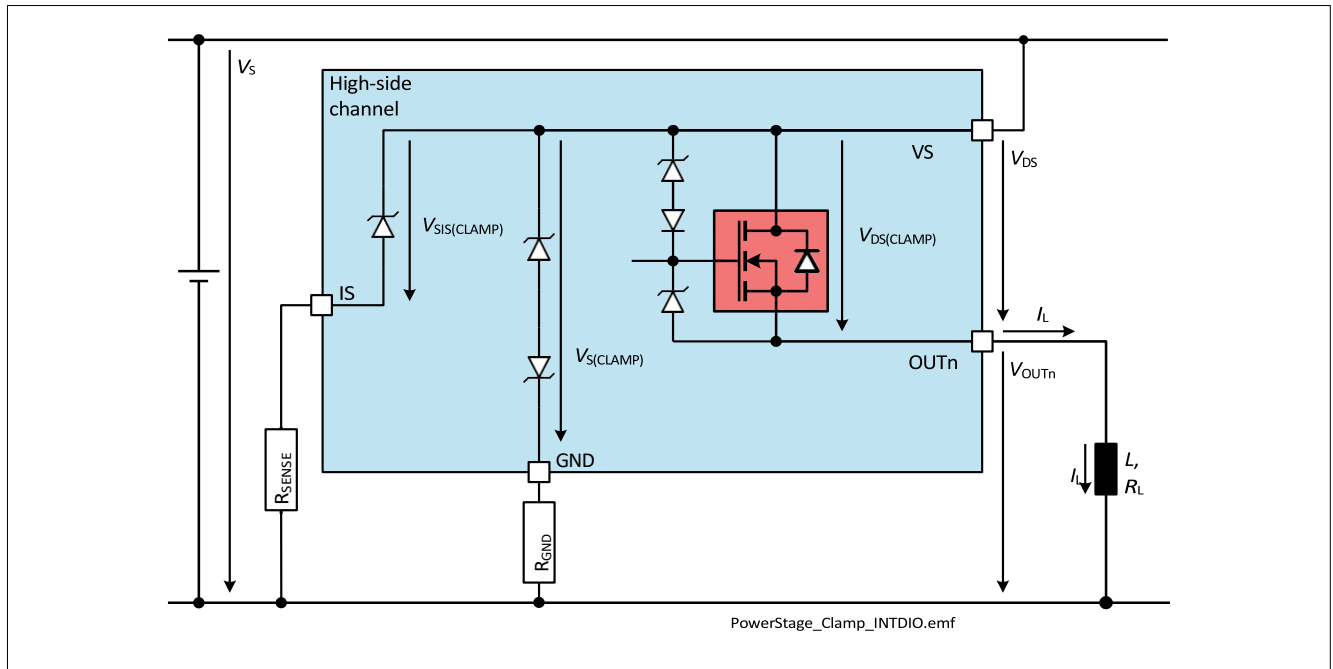 VS
High-side
channel
VS
VDS
VSIS(CLAMP)
VDS(CLAMP)
IS
IL
VS(CLAMP)
OUTn
VOUTn
GND
RSENSE
IL
L,
RL
RGND
PowerStage_Clamp_INTDIO.emf